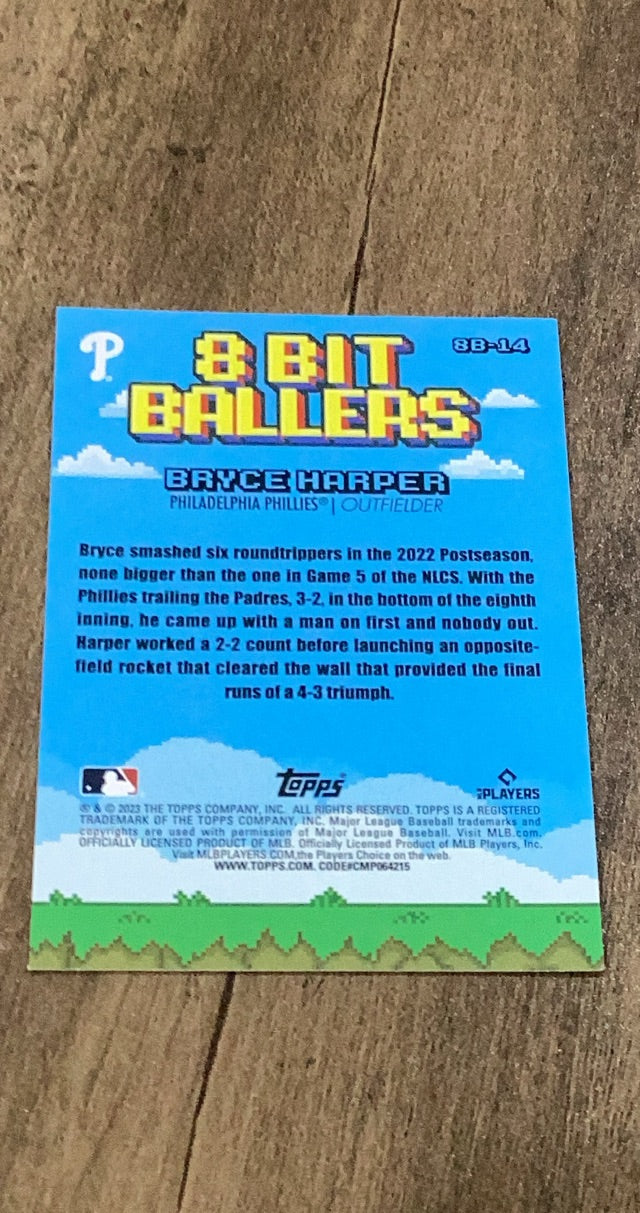 P
8 BIT
BALLERS
8B-14
BRYCE HARPER
PHILADELPHIA PHILLIES® | OUTFIELDER
Bryce smashed six roundtrippers in the 2022 Postseason,
none bigger than the one in Game 5 of the NLCS. With the
Phillies trailing the Padres, 3-2, in the bottom of the eighth
inning, he came up with a man on first and nobody out.
Harper worked a 2-2 count before launching an opposite-
field rocket that cleared the wall that provided the final
runs of a 4-3 triumph.
Topps®
PLAYERS
® & © 2023 THE TOPPS COMPANY, INC. ALL RIGHTS RESERVED. TOPPS IS A REGISTERED
TRADEMARK OF THE TOPPS COMPANY, INC. Major League Baseball trademarks and
copyrights are used with permission of Major League Baseball. Visit MLB.com.
OFFICIALLY LICENSED PRODUCT OF MLB. Officially Licensed Product of MLB Players, Inc.
Visit MLBPLAYERS.COM, the Players Choice on the web.
WWW.TOPPS.COM. CODE#CMP064215